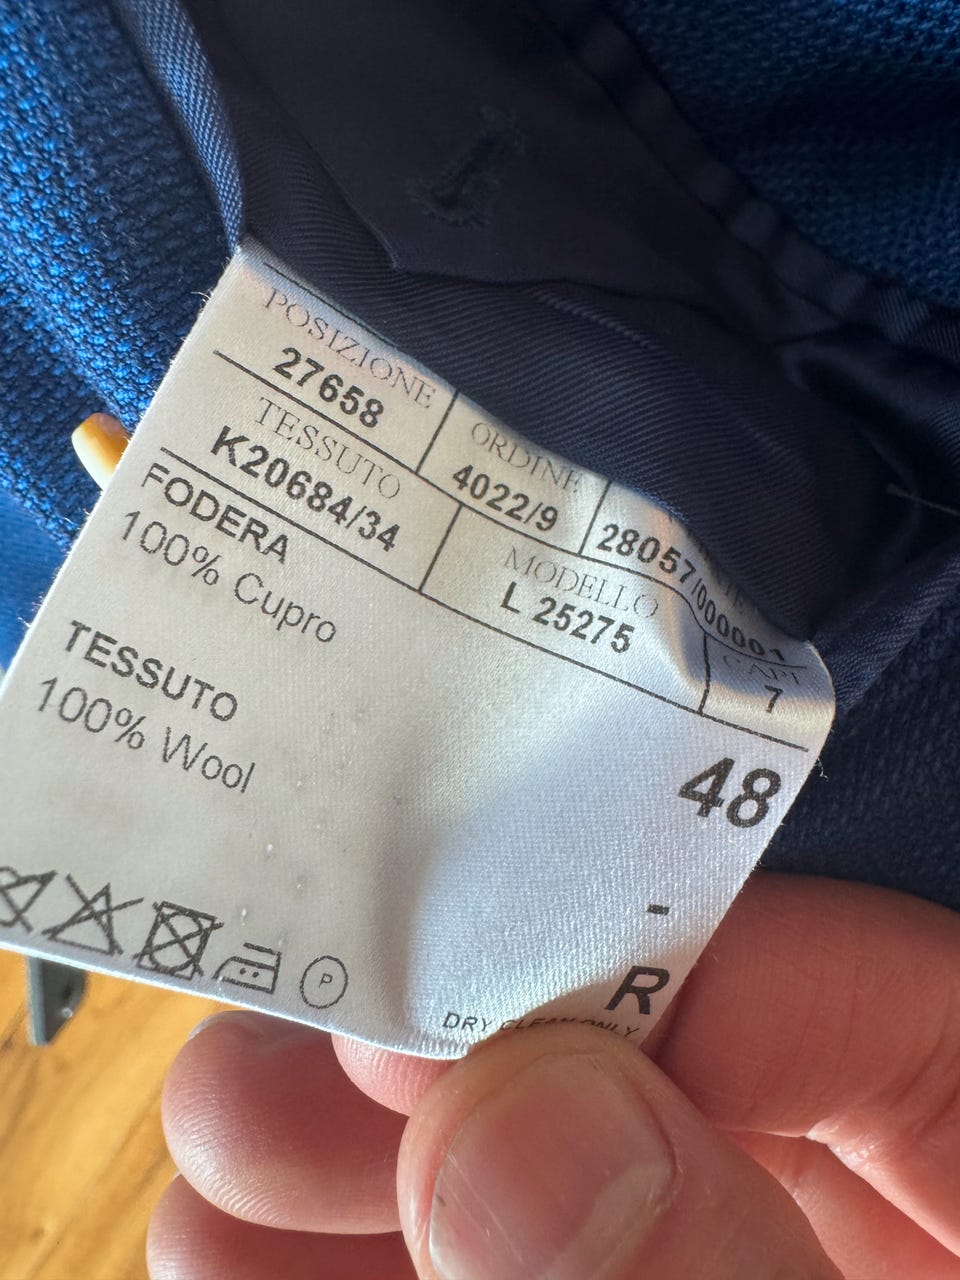 POSIZIONE
27658
ORDINE
4022/9
28057/000001
TESSUTO
K20684/34
MODELLO
L 25275
CAPI
7
FODERA
100% Cupro
TESSUTO
100% Wool
48
-
R
P
DRY CLEAN ONLY